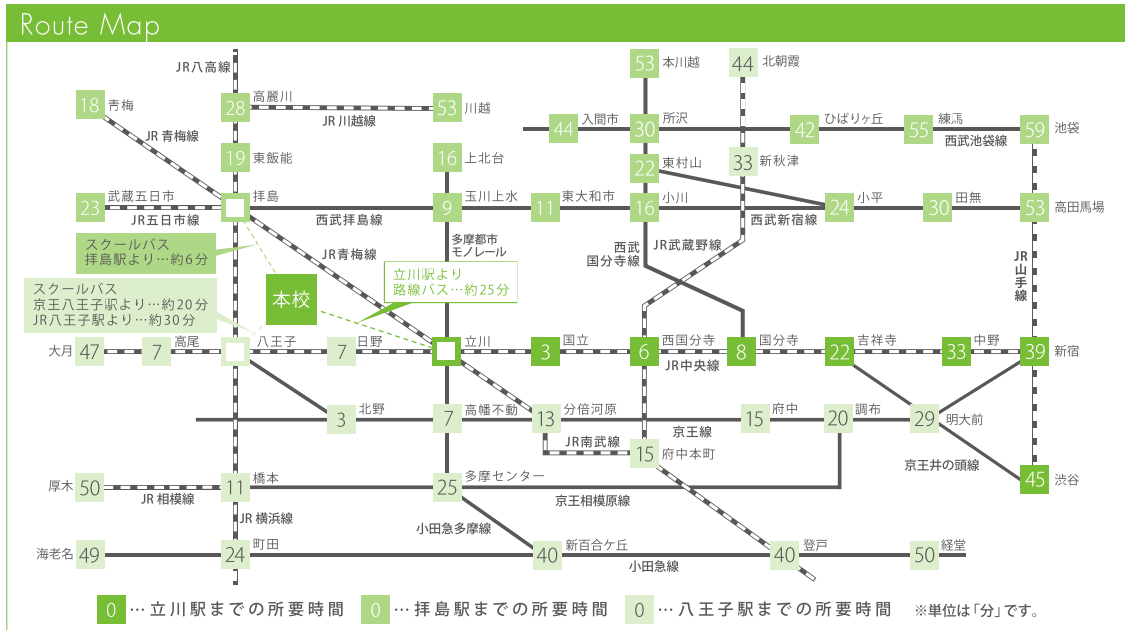 Route Map
JR八高線
53 本川越
44 北朝霞
18 青梅
28 高麗川
JR川越線
53 川越
JR青梅線
44 入間市
30 所沢
42 ひばりヶ丘
55 練馬
西武池袋線
59 池袋
19 東飯能
16 上北台
22 東村山
33 新秋津
23 武蔵五日市
JR五日市線
拝島
西武拝島線
9 玉川上水
11 東大和市
16 小川
西武新宿線
24 小平
30 田無
53 高田馬場
スクールバス
拝島駅より…約6分
JR青梅線
多摩都市
モノレール
西武
国分寺線
JR武蔵野線
JR山手線
スクールバス
京王八王子駅より…約20分
JR八王子駅より…約30分
本校
立川駅より
路線バス…約25分
大月 47
7 高尾
八王子
7 日野
立川
3 国立
6 西国分寺
JR中央線
8 国分寺
22 吉祥寺
33 中野
39 新宿
3 北野
7 高幡不動
13 分倍河原
京王線
15 府中
20 調布
29 明大前
JR南武線
15 府中本町
京王井の頭線
45 渋谷
厚木 50
JR相模線
11 橋本
25 多摩センター
京王相模原線
JR横浜線
小田急多摩線
海老名 49
24 町田
40 新百合ケ丘
小田急線
40 登戸
50 経堂
0 …立川駅までの所要時間 0 …拝島駅までの所要時間 0 …八王子駅までの所要時間 ※単位は「分」です。